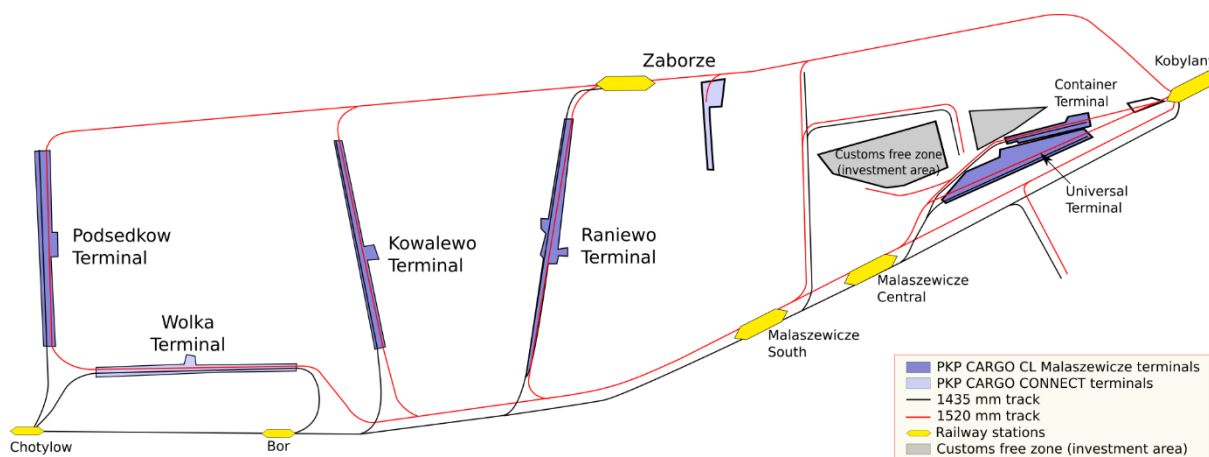 Zaborze
Kobylany
Container
Terminal
Customs free zone
(investment area)
Universal
Terminal
Podsedkow
Terminal
Kowalewo
Terminal
Raniewo
Terminal
Malaszewicze
Central
Wolka
Terminal
Malaszewicze
South
Chotylow
Bor
PKP CARGO CL Malaszewicze terminals
PKP CARGO CONNECT terminals
1435 mm track
1520 mm track
Railway stations
Customs free zone (investment area)